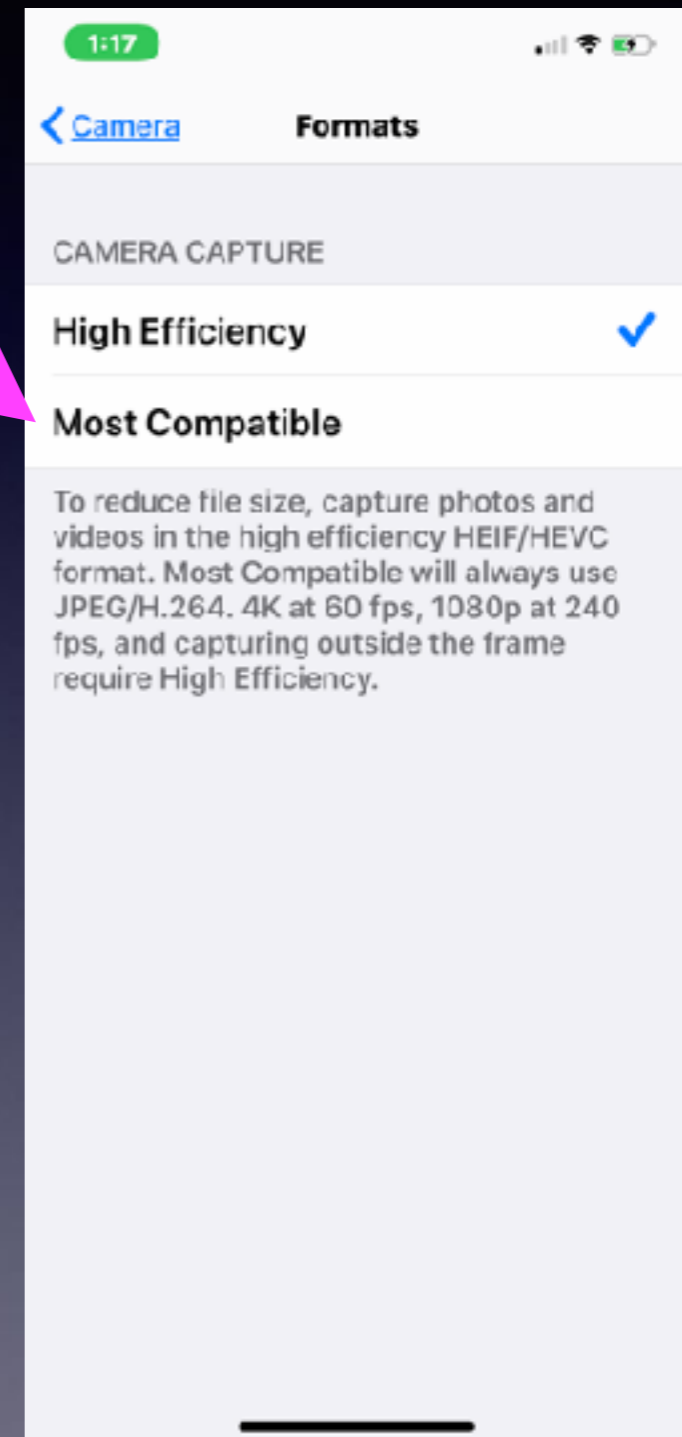 1:17
Camera Formats
CAMERA CAPTURE
High Efficiency
Most Compatible
To reduce file size, capture photos and
videos in the high efficiency HEIF/HEVC
format. Most Compatible will always use
JPEG/H.264. 4K at 60 fps, 1080p at 240
fps, and capturing outside the frame
require High Efficiency.